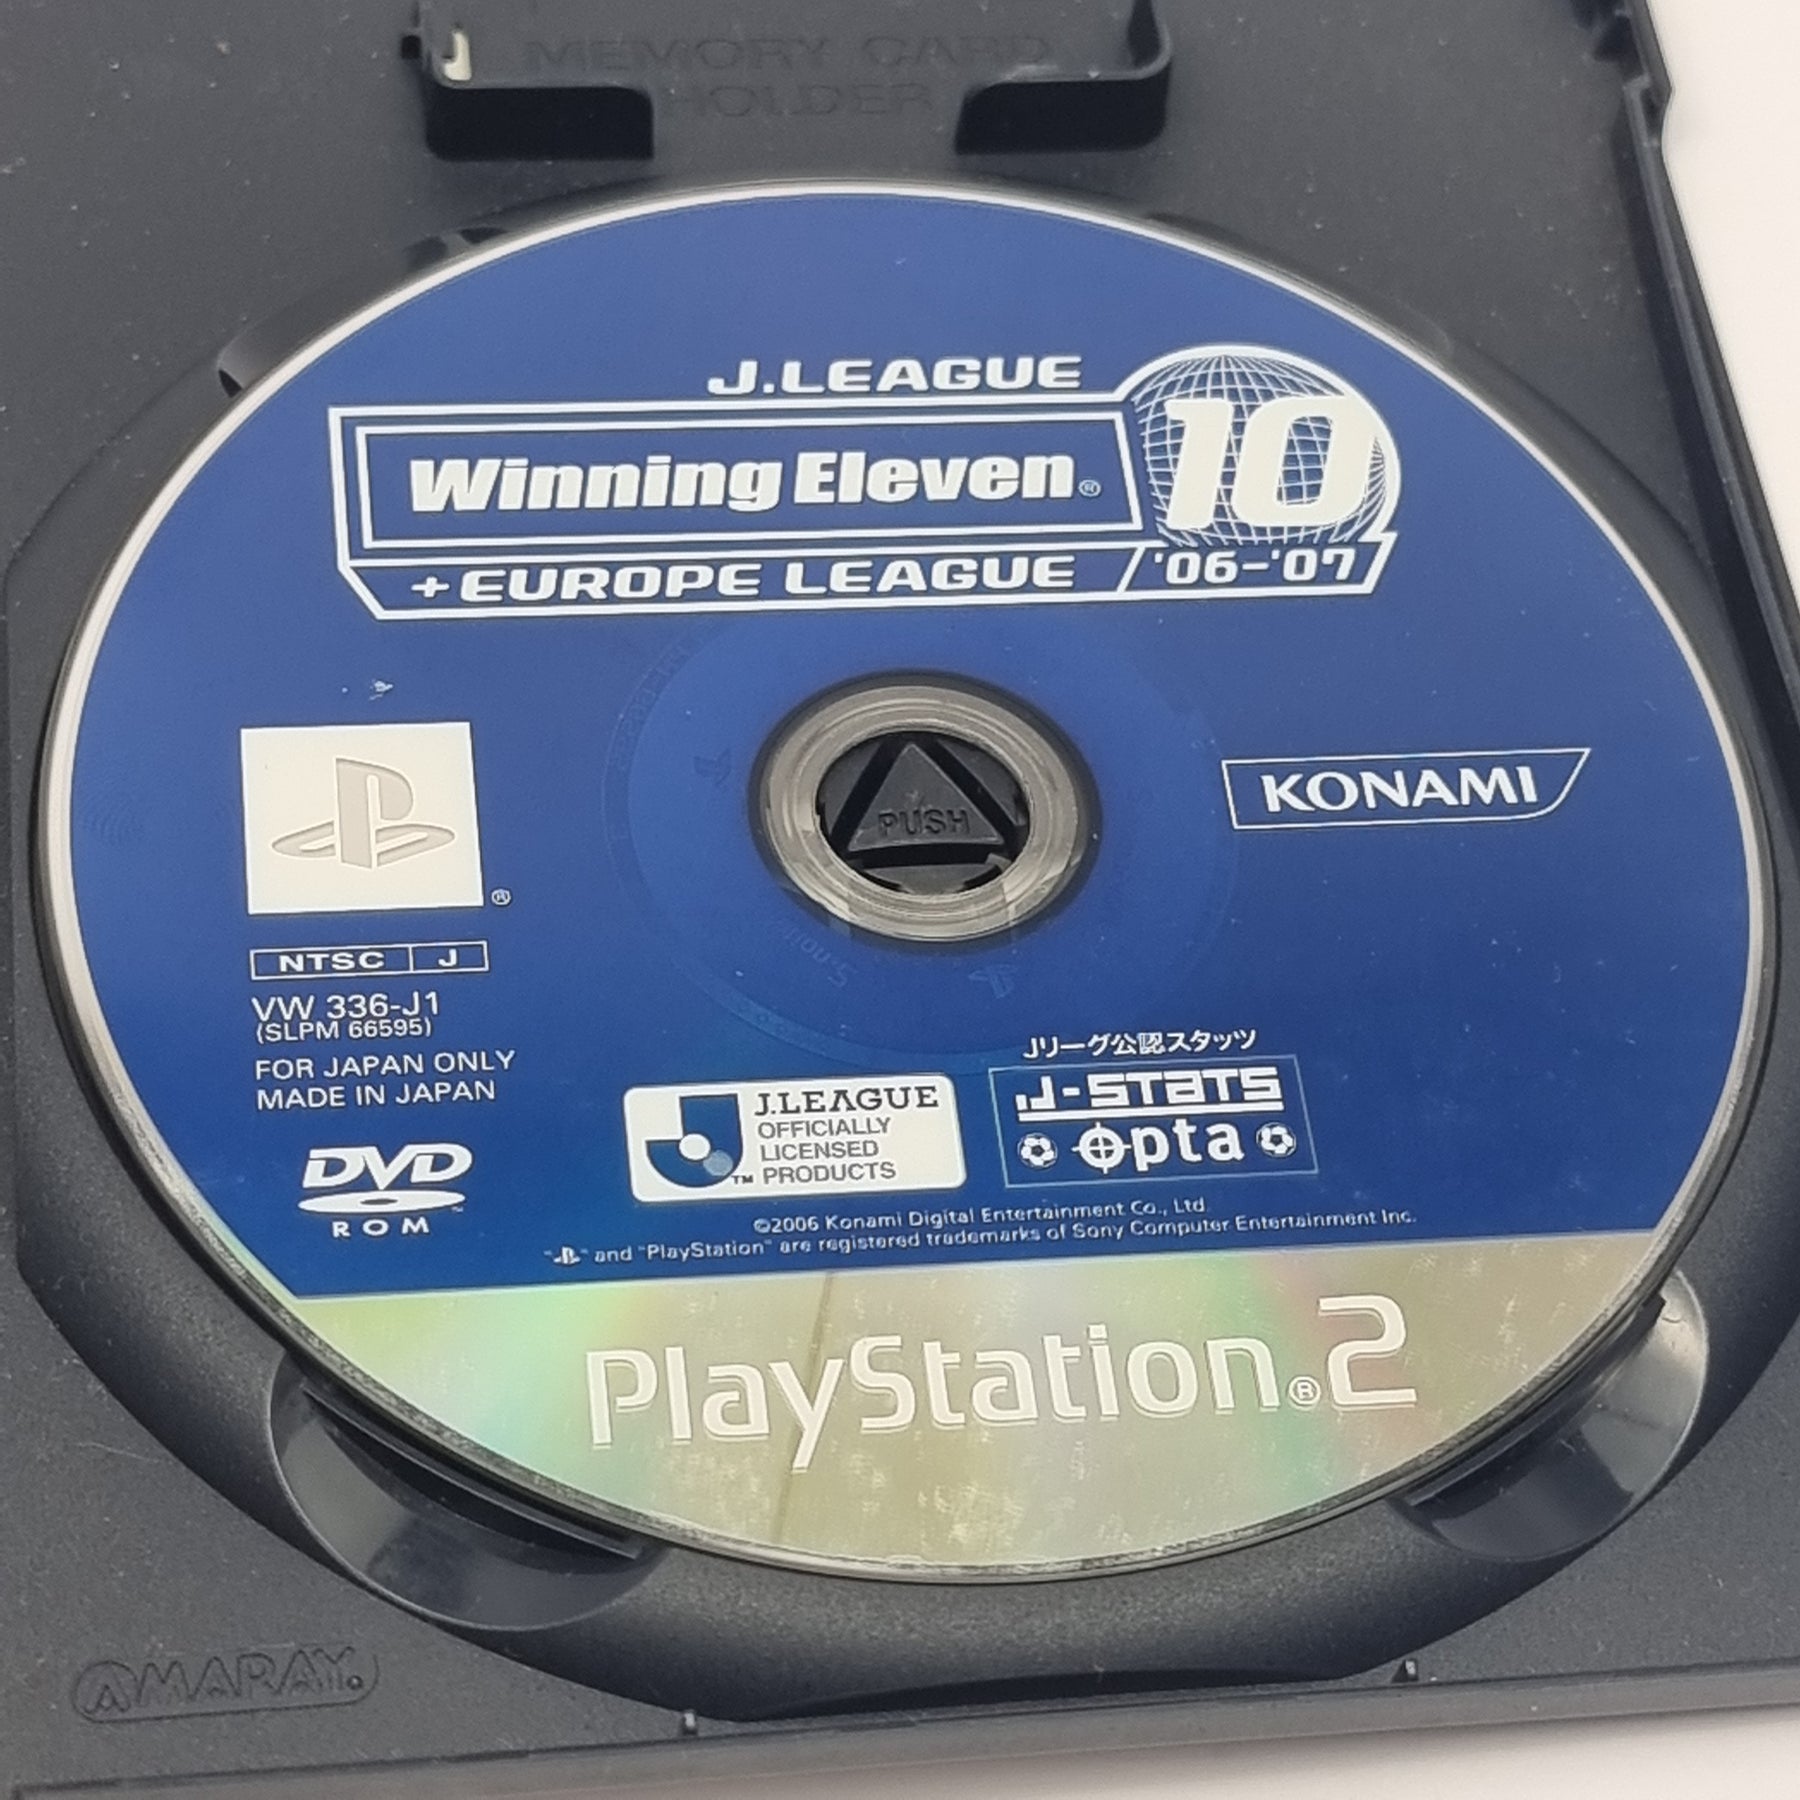 MEMORY CARD
HOLDER
J.LEAGUE
Winning Eleven® 10
+ EUROPE LEAGUE / '06-'07
PUSH
KONAMI
®
NTSC J
VW 336-J1
(SLPM 66595)
FOR JAPAN ONLY
MADE IN JAPAN
DVD
ROM
J.LEAGUE
OFFICIALLY
LICENSED
TM PRODUCTS
Jリーグ公認スタッツ
J-STATS
Opta
©2006 Konami Digital Entertainment Co., Ltd.
" " and "PlayStation" are registered trademarks of Sony Computer Entertainment Inc.
PlayStation®2
AMARAY